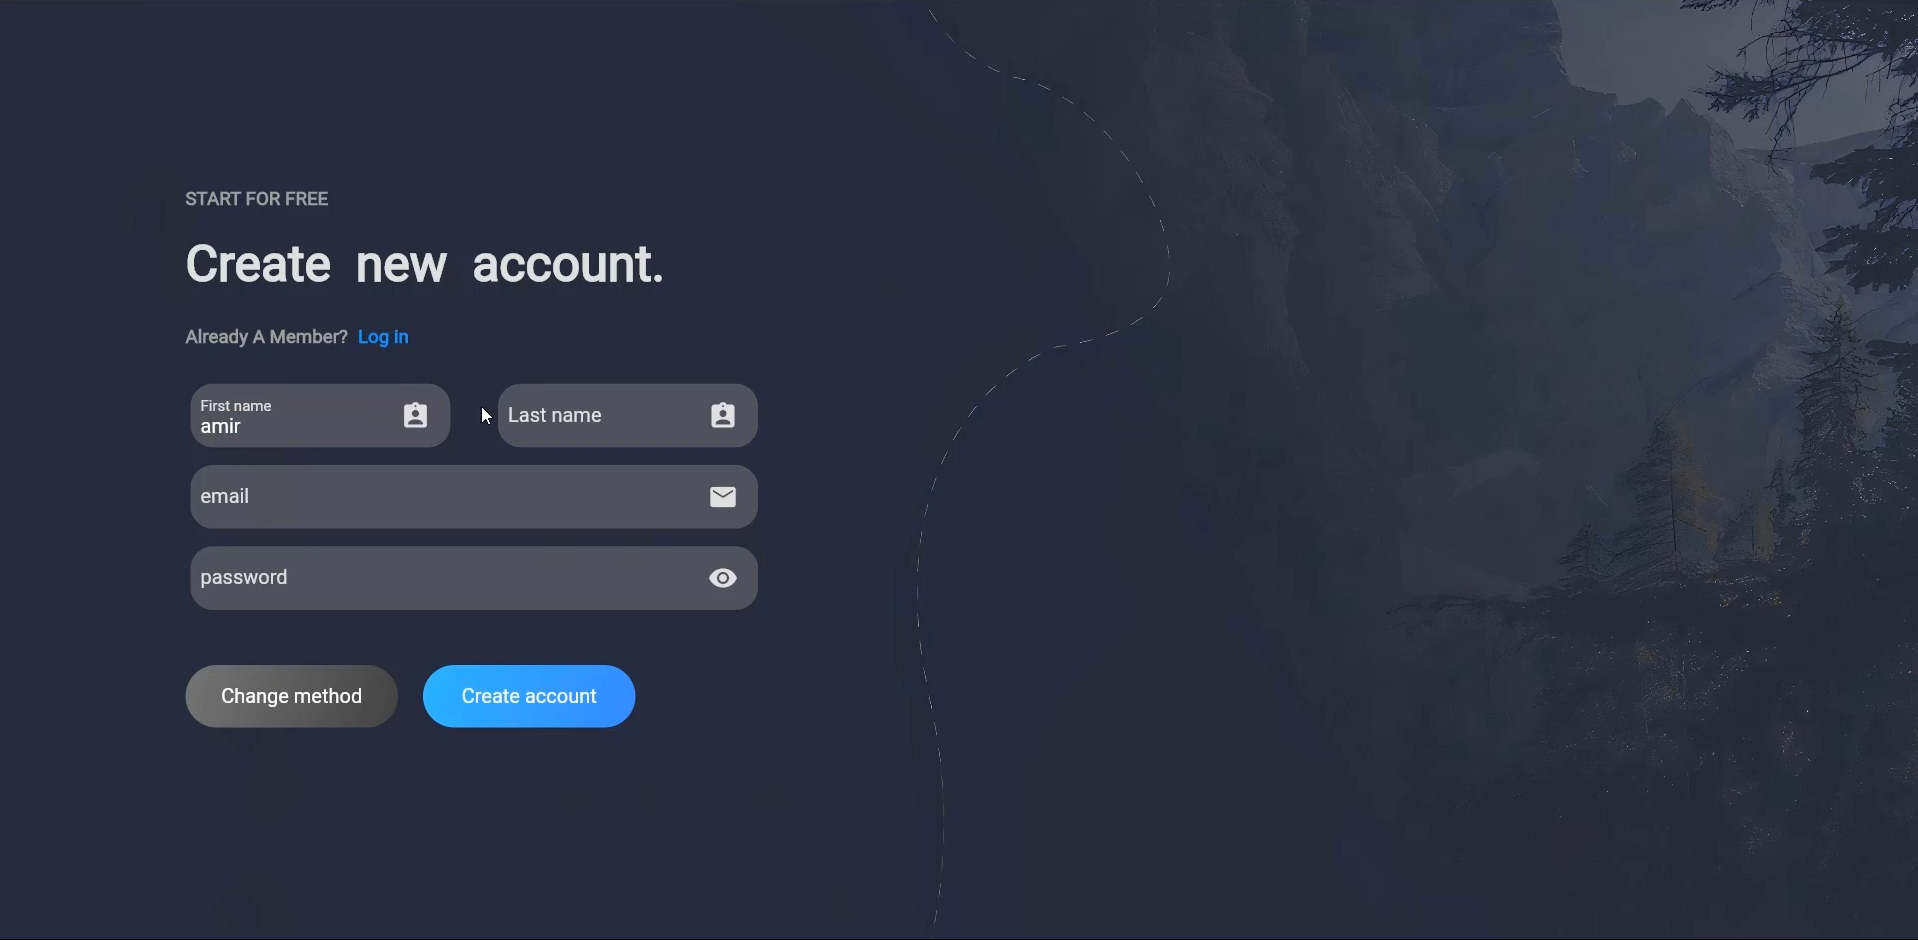 START FOR FREE
Create new account.
Already A Member? Log in
First name
amir
Last name
email
password
Change method
Create account